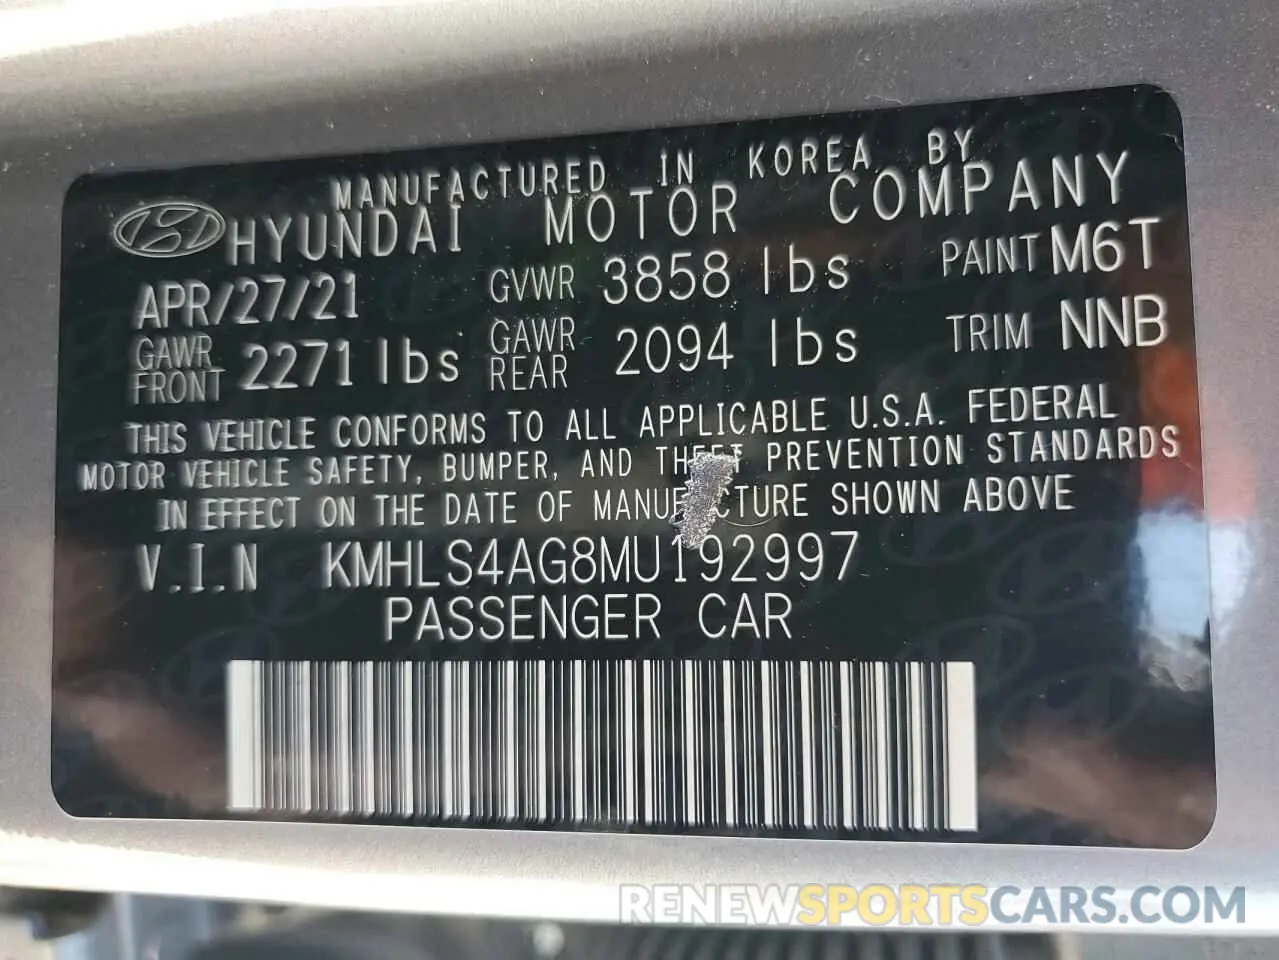 MANUFACTURED IN KOREA BY
HYUNDAI MOTOR COMPANY
APR/27/21 GVWR 3858 lbs PAINT M6T
GAWR FRONT 2271 lbs GAWR REAR 2094 lbs TRIM NNB
THIS VEHICLE CONFORMS TO ALL APPLICABLE U.S.A. FEDERAL
MOTOR VEHICLE SAFETY, BUMPER, AND THEFT PREVENTION STANDARDS
IN EFFECT ON THE DATE OF MANUFACTURE SHOWN ABOVE
V.I.N KMHLS4AG8MU192997
PASSENGER CAR
RENEWSPORTSCARS.COM